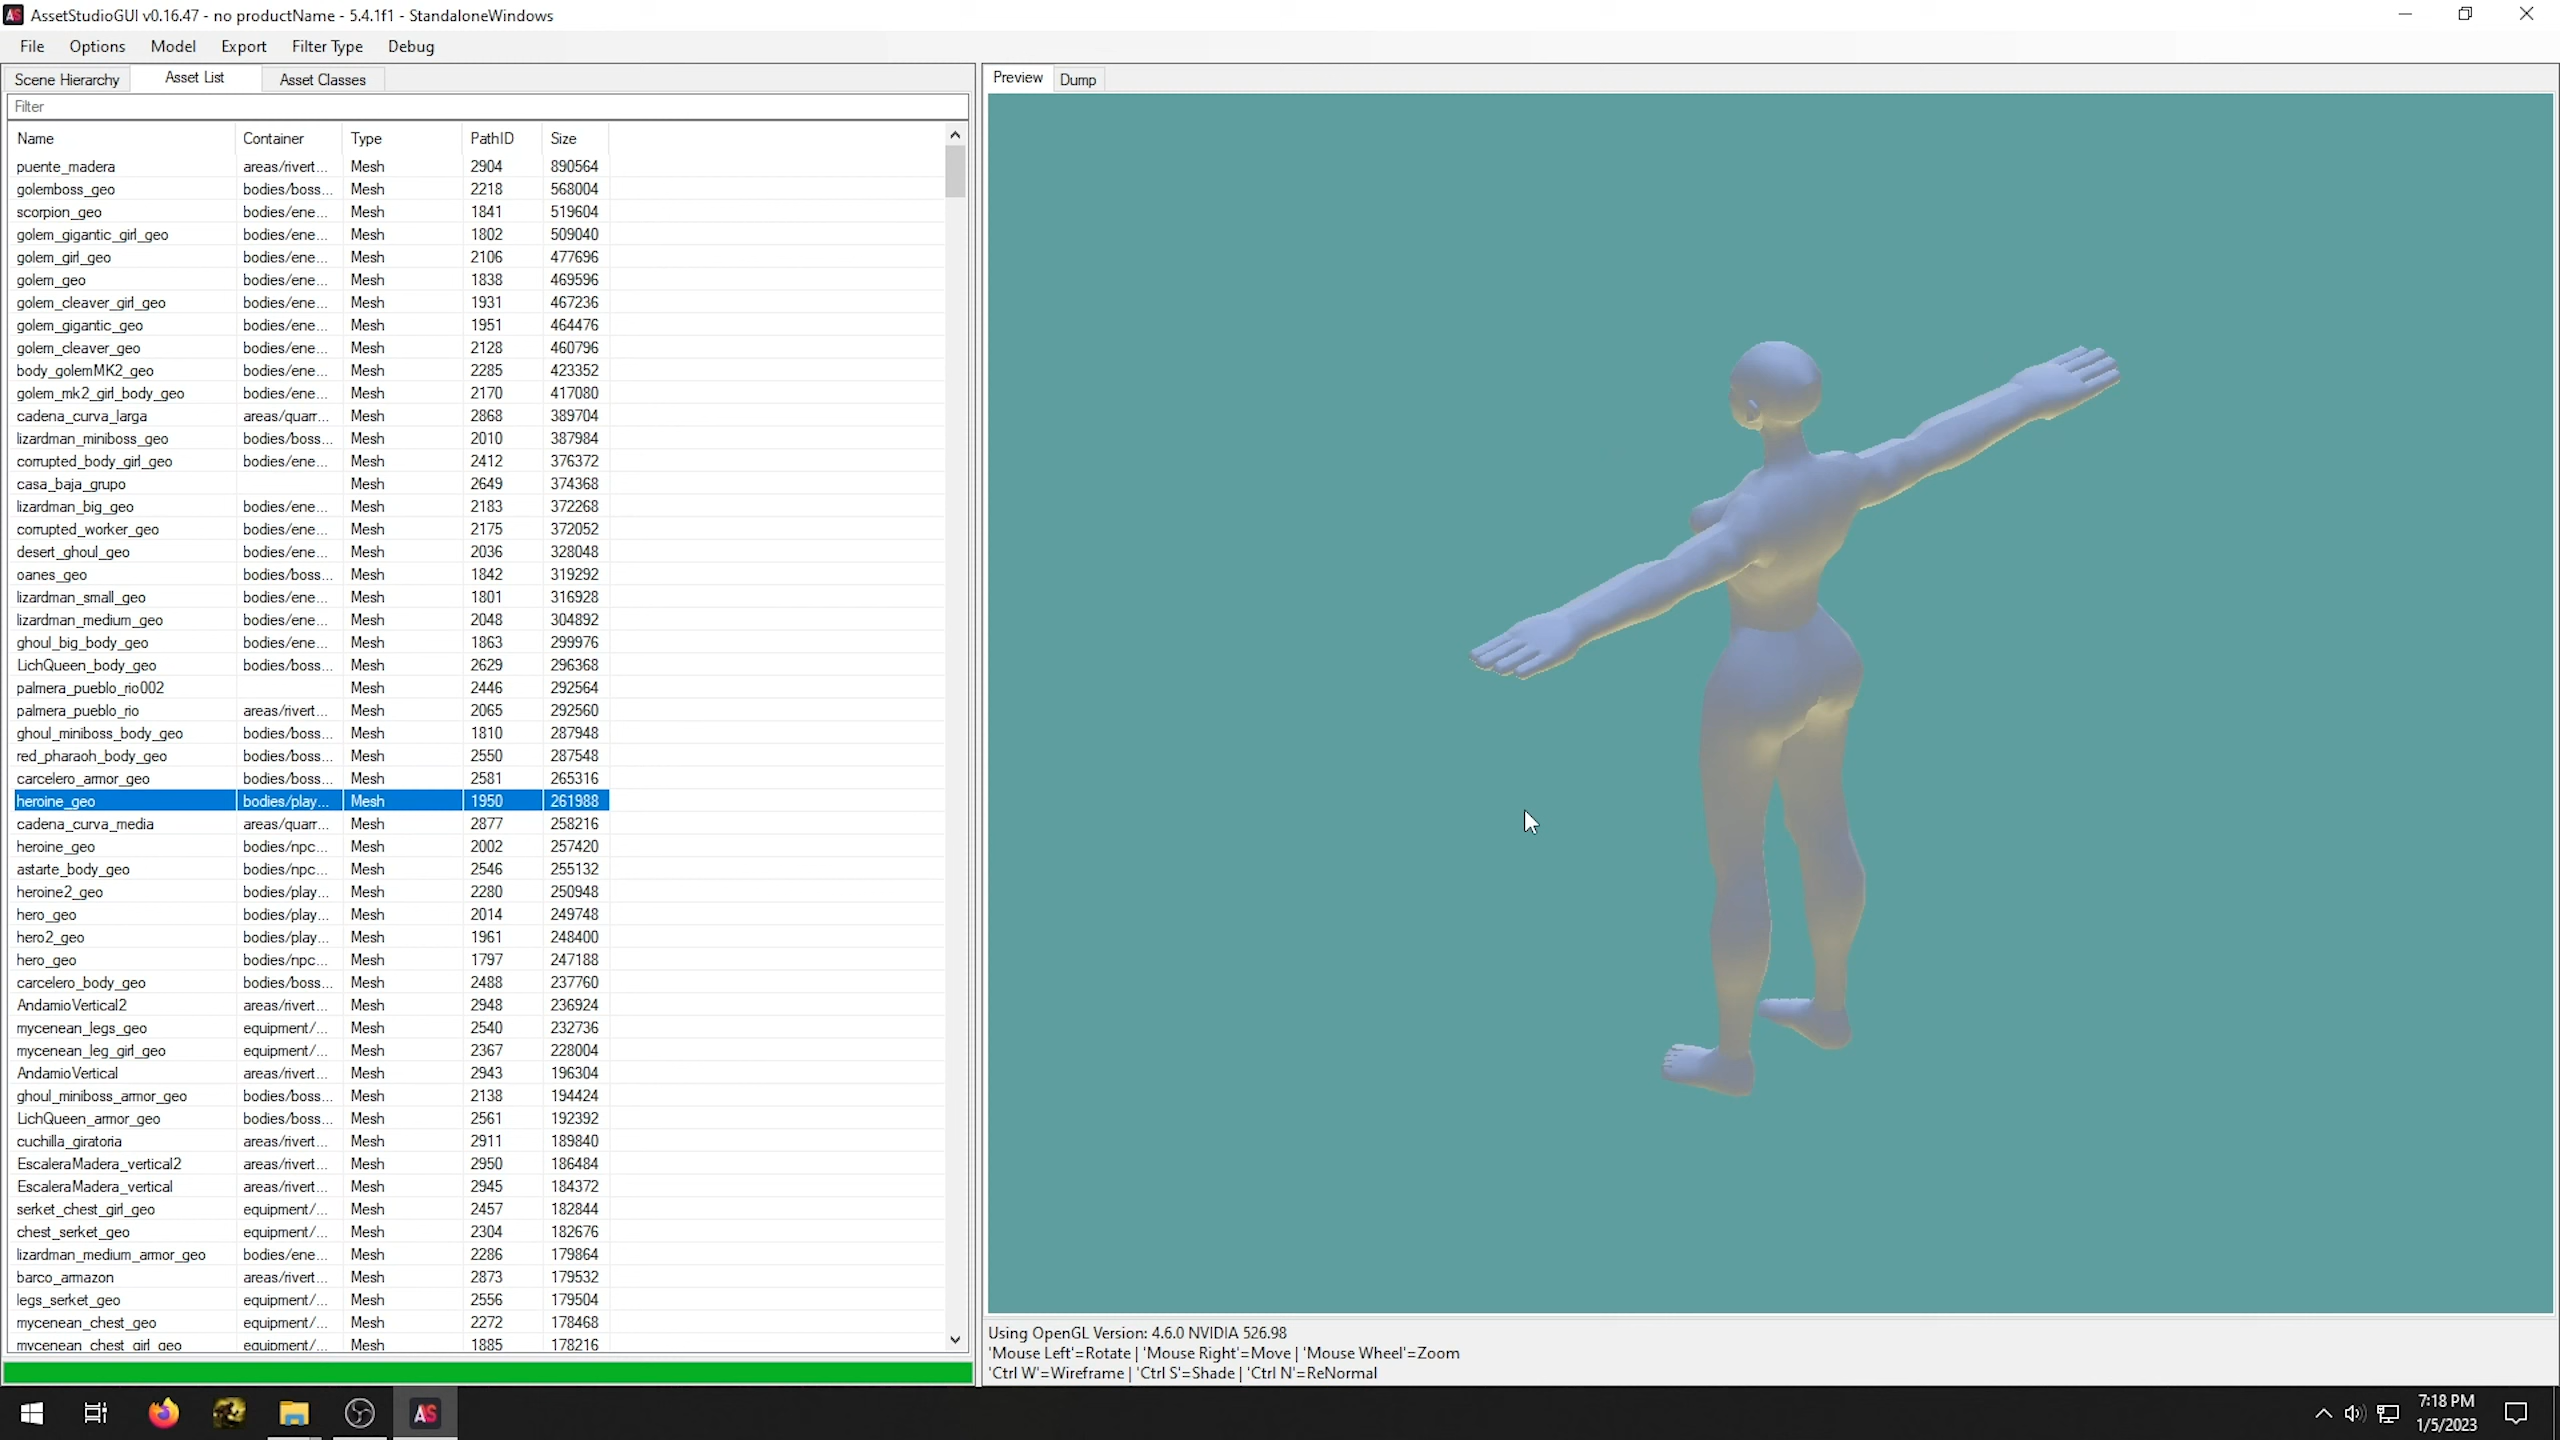 AssetStudioGUI v0.16.47 - no productName - 5.4.1f1 - StandaloneWindows
File Options Model Export Filter Type Debug
Scene Hierarchy Asset List Asset Classes
Preview Dump
Filter
Name Container Type PathID Size
puente_madera areas/rivert... Mesh 2904 890564
golemboss_geo bodies/boss... Mesh 2218 568004
scorpion_geo bodies/ene... Mesh 1841 519604
golem_gigantic_girl_geo bodies/ene... Mesh 1802 509040
golem_girl_geo bodies/ene... Mesh 2106 477696
golem_geo bodies/ene... Mesh 1838 469596
golem_cleaver_girl_geo bodies/ene... Mesh 1931 467236
golem_gigantic_geo bodies/ene... Mesh 1951 464476
golem_cleaver_geo bodies/ene... Mesh 2128 460796
body_golemMK2_geo bodies/ene... Mesh 2285 423352
golem_mk2_girl_body_geo bodies/ene... Mesh 2170 417080
cadena_curva_larga areas/quarr... Mesh 2868 389704
lizardman_miniboss_geo bodies/boss... Mesh 2010 387984
corrupted_body_girl_geo bodies/ene... Mesh 2412 376372
casa_baja_grupo Mesh 2649 374368
lizardman_big_geo bodies/ene... Mesh 2183 372268
corrupted_worker_geo bodies/ene... Mesh 2175 372052
desert_ghoul_geo bodies/ene... Mesh 2036 328048
oanes_geo bodies/boss... Mesh 1842 319292
lizardman_small_geo bodies/ene... Mesh 1801 316928
lizardman_medium_geo bodies/ene... Mesh 2048 304892
ghoul_big_body_geo bodies/ene... Mesh 1863 299976
LichQueen_body_geo bodies/boss... Mesh 2629 296368
palmera_pueblo_rio002 Mesh 2446 292564
palmera_pueblo_rio areas/rivert... Mesh 2065 292560
ghoul_miniboss_body_geo bodies/boss... Mesh 1810 287948
red_pharaoh_body_geo bodies/boss... Mesh 2550 287548
carcelero_armor_geo bodies/boss... Mesh 2581 265316
heroine_geo bodies/play... Mesh 1950 261988
cadena_curva_media areas/quarr... Mesh 2877 258216
heroine_geo bodies/npc... Mesh 2002 257420
astarte_body_geo bodies/npc... Mesh 2546 255132
heroine2_geo bodies/play... Mesh 2280 250948
hero_geo bodies/play... Mesh 2014 249748
hero2_geo bodies/play... Mesh 1961 248400
hero_geo bodies/npc... Mesh 1797 247188
carcelero_body_geo bodies/boss... Mesh 2488 237760
AndamioVertical2 areas/rivert... Mesh 2948 236924
mycenean_legs_geo equipment/... Mesh 2540 232736
mycenean_leg_girl_geo equipment/... Mesh 2367 228004
AndamioVertical areas/rivert... Mesh 2943 196304
ghoul_miniboss_armor_geo bodies/boss... Mesh 2138 194424
LichQueen_armor_geo bodies/boss... Mesh 2561 192392
cuchilla_giratoria areas/rivert... Mesh 2911 189840
EscaleraMadera_vertical2 areas/rivert... Mesh 2950 186484
EscaleraMadera_vertical areas/rivert... Mesh 2945 184372
serket_chest_girl_geo equipment/... Mesh 2457 182844
chest_serket_geo equipment/... Mesh 2304 182676
lizardman_medium_armor_geo bodies/ene... Mesh 2286 179864
barco_amazon areas/rivert... Mesh 2873 179532
legs_serket_geo equipment/... Mesh 2556 179504
mycenean_chest_geo equipment/... Mesh 2272 178468
mycenean_chest_girl_geo equipment/... Mesh 1885 178216
Using OpenGL Version: 4.6.0 NVIDIA 526.98
'Mouse Left'=Rotate | 'Mouse Right'=Move | 'Mouse Wheel'=Zoom
'Ctrl W'=Wireframe | 'Ctrl S'=Shade | 'Ctrl N'=ReNormal
AS
7:18 PM
1/5/2023